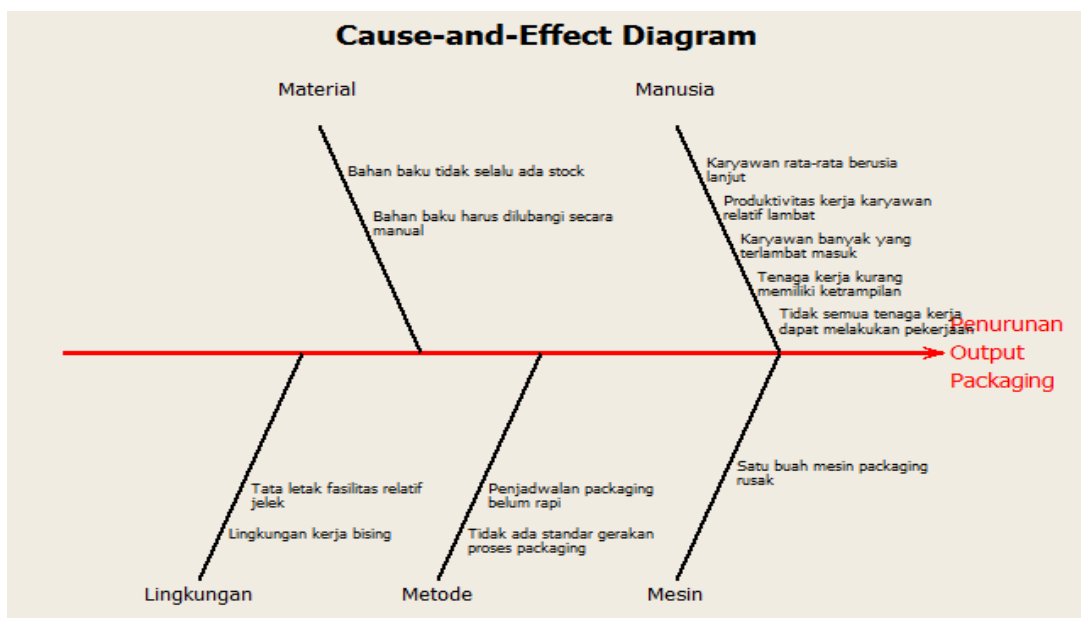 Cause-and-Effect Diagram
Material
Manusia
Bahan baku tidak selalu ada stock
Bahan baku harus dilubangi secara
manual
Karyawan rata-rata berusia
lanjut
Produktivitas kerja karyawan
relatif lambat
Karyawan banyak yang
terlambat masuk
Tenaga kerja kurang
memiliki ketrampilan
Tidak semua tenaga kerja
dapat melakukan pekerjaan
Penurunan
Output
Packaging
Tata letak fasilitas relatif
jelek
Lingkungan kerja bising
Penjadwalan packaging
belum rapi
Tidak ada standar gerakan
proses packaging
Satu buah mesin packaging
rusak
Lingkungan
Metode
Mesin